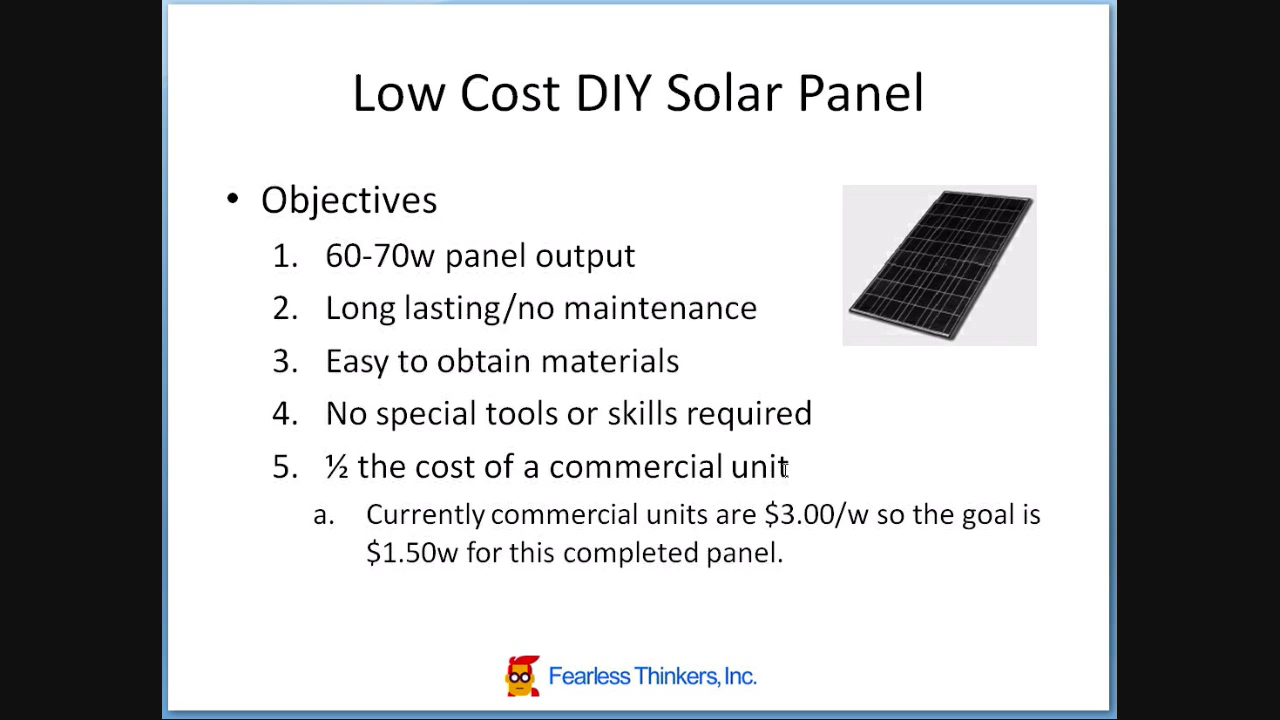 Low Cost DIY Solar Panel
• Objectives
1. 60-70w panel output
2. Long lasting/no maintenance
3. Easy to obtain materials
4. No special tools or skills required
5. ½ the cost of a commercial unit
a. Currently commercial units are $3.00/w so the goal is
$1.50w for this completed panel.
Fearless Thinkers, Inc.